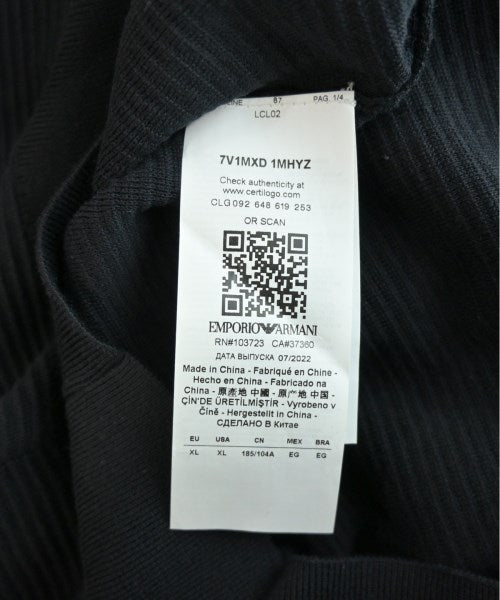 LINE 87 PAG. 1/4
LCL02
7V1MXD 1MHYZ
Check authenticity at
www.certilogo.com
CLG 092 648 619 253
OR SCAN
EMPORIO ARMANI
RN#103723 CA#37360
ДАТА ВЫПУСКА 07/2022
Made in China - Fabriqué en Chine -
Hecho en China - Fabricado na
China - 原產地 中國 - 原产地 中国 -
ÇİN'DE ÜRETİLMİŞTİR - Vyrobeno v
Číně - Hergestellt in China -
СДЕЛАНО В Китае
EU USA CN MEX BRA
XL XL 185/104A EG EG